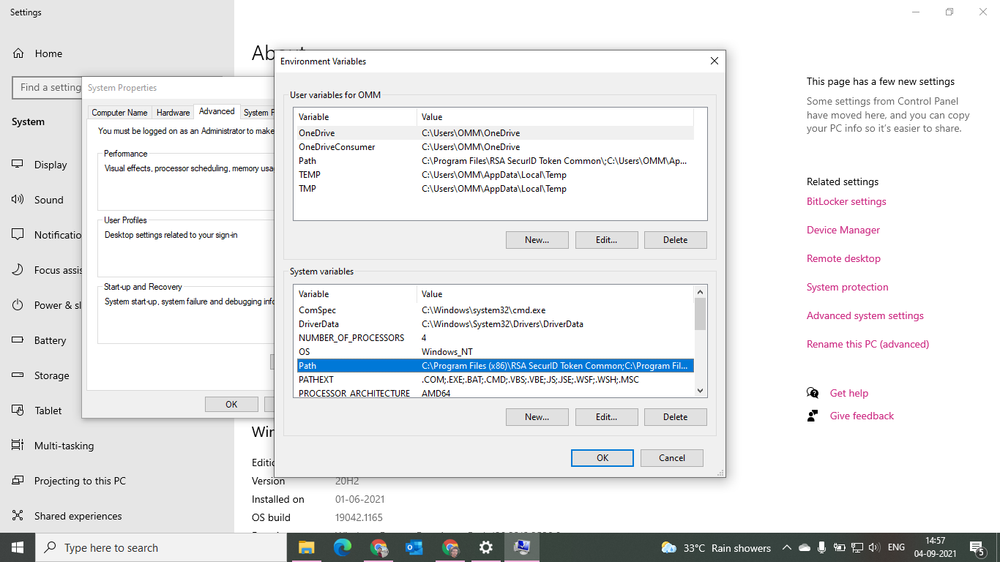 Settings
Home
Find a setting
System
Display
Sound
Notificatio
Focus assis
Power & sl
Battery
Storage
Tablet
Multi-tasking
Projecting to this PC
Shared experiences
About
System Properties
Computer Name
Hardware
Advanced
System P
You must be logged on as an Administrator to make
Performance
Visual effects, processor scheduling, memory usag
User Profiles
Desktop settings related to your sign-in
Start-up and Recovery
System start-up, system failure and debugging info
OK
Environment Variables
User variables for OMM
Variable Value
OneDrive C:\Users\OMM\OneDrive
OneDriveConsumer C:\Users\OMM\OneDrive
Path C:\Program Files\RSA SecurID Token Common\;C:\Users\OMM\Ap...
TEMP C:\Users\OMM\AppData\Local\Temp
TMP C:\Users\OMM\AppData\Local\Temp
New... Edit... Delete
System variables
Variable Value
ComSpec C:\Windows\system32\cmd.exe
DriverData C:\Windows\System32\Drivers\DriverData
NUMBER_OF_PROCESSORS 4
OS Windows_NT
Path C:\Program Files (x86)\RSA SecurID Token Common;C:\Program Fil...
PATHEXT .COM;.EXE;.BAT;.CMD;.VBS;.VBE;.JS;.JSE;.WSF;.WSH;.MSC
PROCESSOR_ARCHITECTURE AMD64
New... Edit... Delete
OK Cancel
Win
Editio
Version 20H2
Installed on 01-06-2021
OS build 19042.1165
This page has a few new settings
Some settings from Control Panel
have moved here, and you can copy
your PC info so it's easier to share.
Related settings
BitLocker settings
Device Manager
Remote desktop
System protection
Advanced system settings
Rename this PC (advanced)
Get help
Give feedback
Type here to search
33°C Rain showers
ENG
14:57
04-09-2021
5